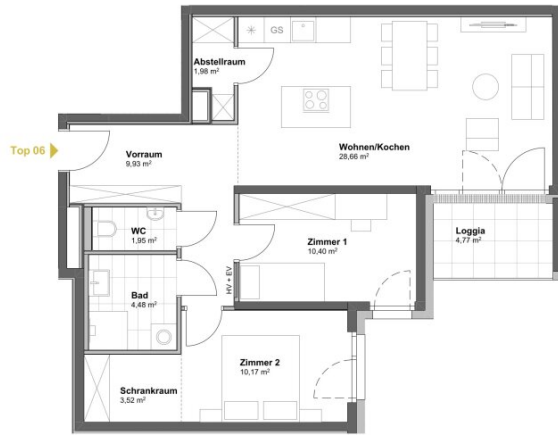 GS
Abstellraum
1,98 m²
Top 06
Vorraum
9,93 m²
Wohnen/Kochen
28,66 m²
WC
1,95 m²
Zimmer 1
10,40 m²
Loggia
4,77 m²
HV + EV
Bad
4,48 m²
Zimmer 2
10,17 m²
Schrankraum
3,52 m²